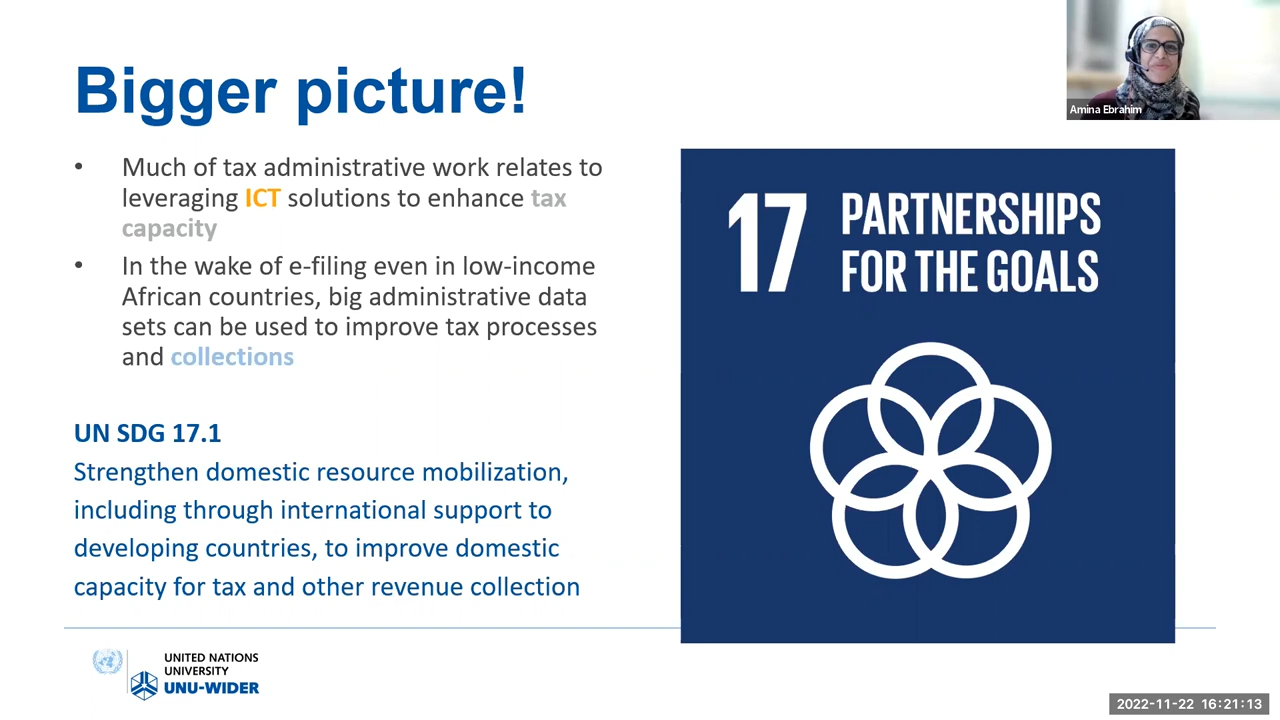 Bigger picture!
• Much of tax administrative work relates to
leveraging ICT solutions to enhance tax
capacity
• In the wake of e-filing even in low-income
African countries, big administrative data
sets can be used to improve tax processes
and collections
UN SDG 17.1
Strengthen domestic resource mobilization,
including through international support to
developing countries, to improve domestic
capacity for tax and other revenue collection
17 PARTNERSHIPS
FOR THE GOALS
Amina Ebrahim
UNITED NATIONS
UNIVERSITY
UNU-WIDER
2022-11-22 16:21:13